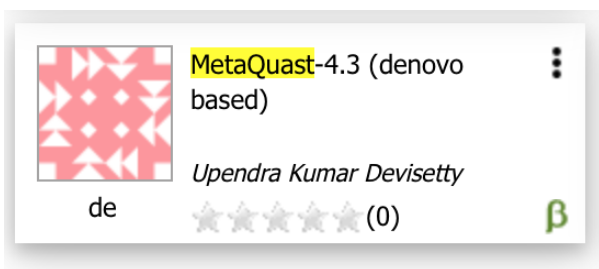 MetaQuast-4.3 (denovo
based)
Upendra Kumar Devisetty
de
(0)
β